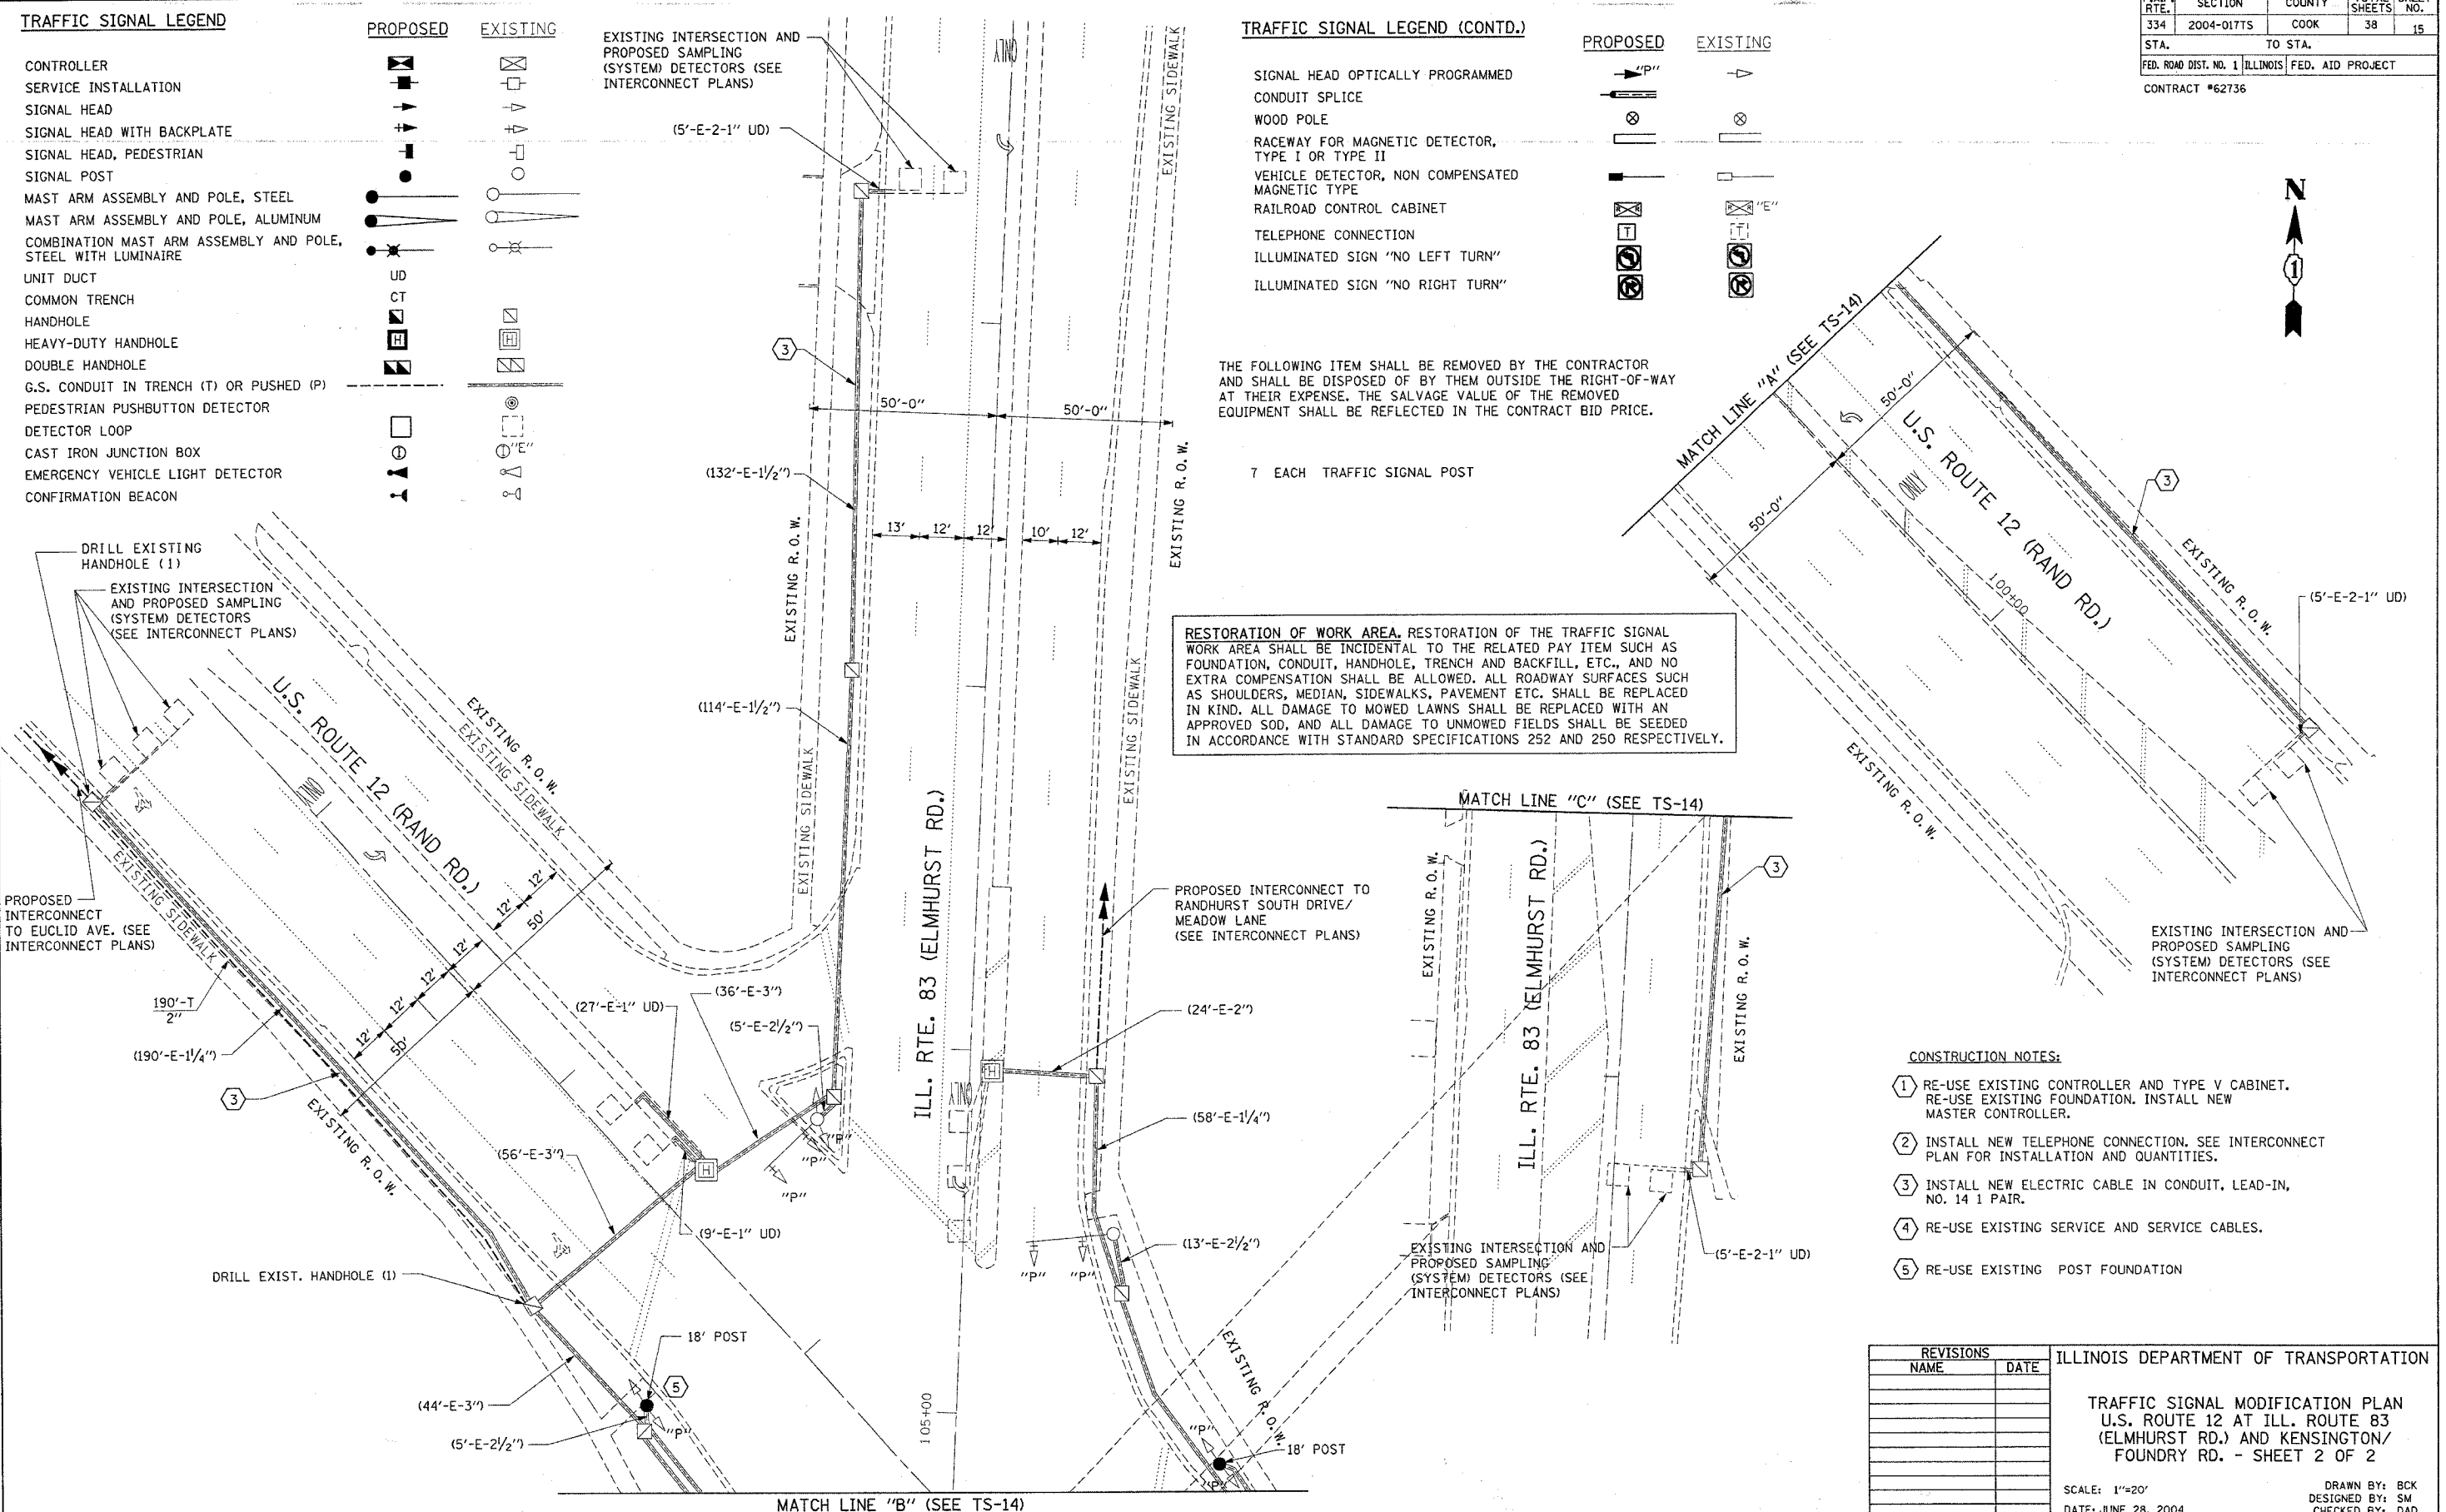 TRAFFIC SIGNAL LEGEND
PROPOSED EXISTING
CONTROLLER
SERVICE INSTALLATION
SIGNAL HEAD
SIGNAL HEAD WITH BACKPLATE
SIGNAL HEAD, PEDESTRIAN
SIGNAL POST
MAST ARM ASSEMBLY AND POLE, STEEL
MAST ARM ASSEMBLY AND POLE, ALUMINUM
COMBINATION MAST ARM ASSEMBLY AND POLE,
STEEL WITH LUMINAIRE
UNIT DUCT UD
COMMON TRENCH CT
HANDHOLE
HEAVY-DUTY HANDHOLE H H
DOUBLE HANDHOLE
G.S. CONDUIT IN TRENCH (T) OR PUSHED (P)
PEDESTRIAN PUSHBUTTON DETECTOR
DETECTOR LOOP
CAST IRON JUNCTION BOX "E"
EMERGENCY VEHICLE LIGHT DETECTOR
CONFIRMATION BEACON
EXISTING INTERSECTION AND
PROPOSED SAMPLING
(SYSTEM) DETECTORS (SEE
INTERCONNECT PLANS)
(5'-E-2-1" UD)
ONLY
EXISTING SIDEWALK
TRAFFIC SIGNAL LEGEND (CONTD.)
PROPOSED EXISTING
SIGNAL HEAD OPTICALLY PROGRAMMED "P"
CONDUIT SPLICE
WOOD POLE
RACEWAY FOR MAGNETIC DETECTOR,
TYPE I OR TYPE II
VEHICLE DETECTOR, NON COMPENSATED
MAGNETIC TYPE
RAILROAD CONTROL CABINET "E"
TELEPHONE CONNECTION T T
ILLUMINATED SIGN "NO LEFT TURN"
ILLUMINATED SIGN "NO RIGHT TURN"
RTE. SECTION COUNTY SHEETS NO.
334 2004-017TS COOK 38 15
STA. TO STA.
FED. ROAD DIST. NO. 1 ILLINOIS FED. AID PROJECT
CONTRACT #62736
N
1
THE FOLLOWING ITEM SHALL BE REMOVED BY THE CONTRACTOR
AND SHALL BE DISPOSED OF BY THEM OUTSIDE THE RIGHT-OF-WAY
AT THEIR EXPENSE. THE SALVAGE VALUE OF THE REMOVED
EQUIPMENT SHALL BE REFLECTED IN THE CONTRACT BID PRICE.
7 EACH TRAFFIC SIGNAL POST
3
50'-0" 50'-0"
(132'-E-1½")
EXISTING R.O.W.
EXISTING R.O.W.
13' 12' 12' 10' 12'
(114'-E-1½")
EXISTING SIDEWALK
EXISTING SIDEWALK
ILL. RTE. 83 (ELMHURST RD.)
MATCH LINE "A" (SEE TS-14)
50'-0"
50'-0"
U.S. ROUTE 12 (RAND RD.)
ONLY
3
100+00
EXISTING R.O.W.
(5'-E-2-1" UD)
EXISTING R.O.W.
EXISTING INTERSECTION AND
PROPOSED SAMPLING
(SYSTEM) DETECTORS (SEE
INTERCONNECT PLANS)
RESTORATION OF WORK AREA. RESTORATION OF THE TRAFFIC SIGNAL
WORK AREA SHALL BE INCIDENTAL TO THE RELATED PAY ITEM SUCH AS
FOUNDATION, CONDUIT, HANDHOLE, TRENCH AND BACKFILL, ETC., AND NO
EXTRA COMPENSATION SHALL BE ALLOWED. ALL ROADWAY SURFACES SUCH
AS SHOULDERS, MEDIAN, SIDEWALKS, PAVEMENT ETC. SHALL BE REPLACED
IN KIND. ALL DAMAGE TO MOWED LAWNS SHALL BE REPLACED WITH AN
APPROVED SOD, AND ALL DAMAGE TO UNMOWED FIELDS SHALL BE SEEDED
IN ACCORDANCE WITH STANDARD SPECIFICATIONS 252 AND 250 RESPECTIVELY.
DRILL EXISTING
HANDHOLE (1)
EXISTING INTERSECTION
AND PROPOSED SAMPLING
(SYSTEM) DETECTORS
(SEE INTERCONNECT PLANS)
U.S. ROUTE 12 (RAND RD.)
ONLY
EXISTING R.O.W.
EXISTING SIDEWALK
EXISTING SIDEWALK
PROPOSED
INTERCONNECT
TO EUCLID AVE. (SEE
INTERCONNECT PLANS)
12'
12'
50'
12'
12'
12'
12'
50'
190'-T
2"
(190'-E-1¼")
3
EXISTING R.O.W.
(27'-E-1" UD)
(36'-E-3")
(5'-E-2½")
(56'-E-3")
H
"P"
"P"
"P"
(9'-E-1" UD)
DRILL EXIST. HANDHOLE (1)
(44'-E-3")
18' POST
5
(5'-E-2½")
"P"
PROPOSED INTERCONNECT TO
RANDHURST SOUTH DRIVE/
MEADOW LANE
(SEE INTERCONNECT PLANS)
(24'-E-2")
H
ONLY
(58'-E-1¼")
(13'-E-2½")
"P" "P"
105+00
EXISTING R.O.W.
"P"
18' POST
"P"
MATCH LINE "B" (SEE TS-14)
MATCH LINE "C" (SEE TS-14)
EXISTING R.O.W.
ILL. RTE. 83 (ELMHURST RD.)
3
EXISTING R.O.W.
EXISTING INTERSECTION AND
PROPOSED SAMPLING
(SYSTEM) DETECTORS (SEE
INTERCONNECT PLANS)
(5'-E-2-1" UD)
CONSTRUCTION NOTES:
1 RE-USE EXISTING CONTROLLER AND TYPE V CABINET.
RE-USE EXISTING FOUNDATION. INSTALL NEW
MASTER CONTROLLER.
2 INSTALL NEW TELEPHONE CONNECTION. SEE INTERCONNECT
PLAN FOR INSTALLATION AND QUANTITIES.
3 INSTALL NEW ELECTRIC CABLE IN CONDUIT, LEAD-IN,
NO. 14 1 PAIR.
4 RE-USE EXISTING SERVICE AND SERVICE CABLES.
5 RE-USE EXISTING POST FOUNDATION
REVISIONS
NAME DATE
ILLINOIS DEPARTMENT OF TRANSPORTATION
TRAFFIC SIGNAL MODIFICATION PLAN
U.S. ROUTE 12 AT ILL. ROUTE 83
(ELMHURST RD.) AND KENSINGTON/
FOUNDRY RD. - SHEET 2 OF 2
SCALE: 1"=20'
DATE: JUNE 28, 2004
DRAWN BY: BCK
DESIGNED BY: SM
CHECKED BY: DAD